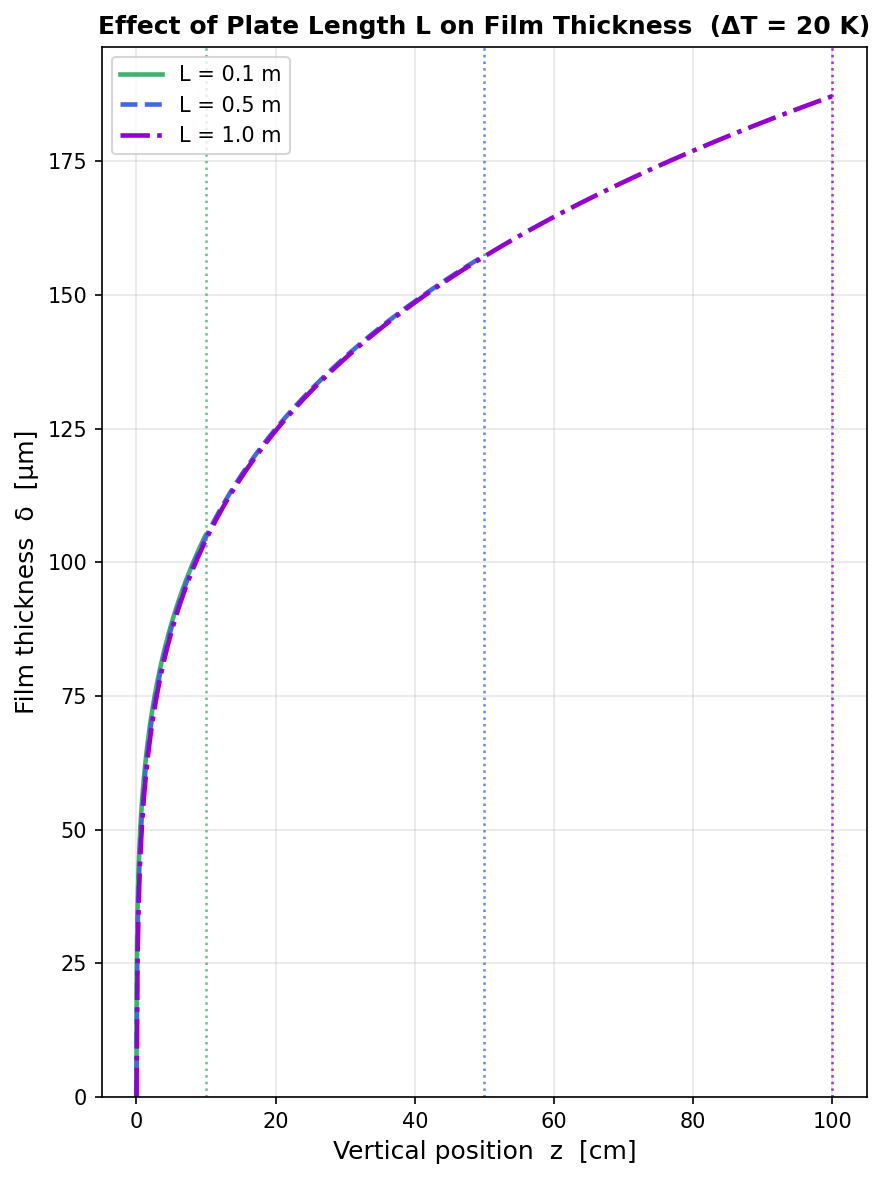 Effect of Plate Length L on Film Thickness  (ΔT = 20 K)
L = 0.1 m
L = 0.5 m
L = 1.0 m
175
150
125
100
75
50
25
0
Film thickness  δ  [µm]
0 20 40 60 80 100
Vertical position  z  [cm]